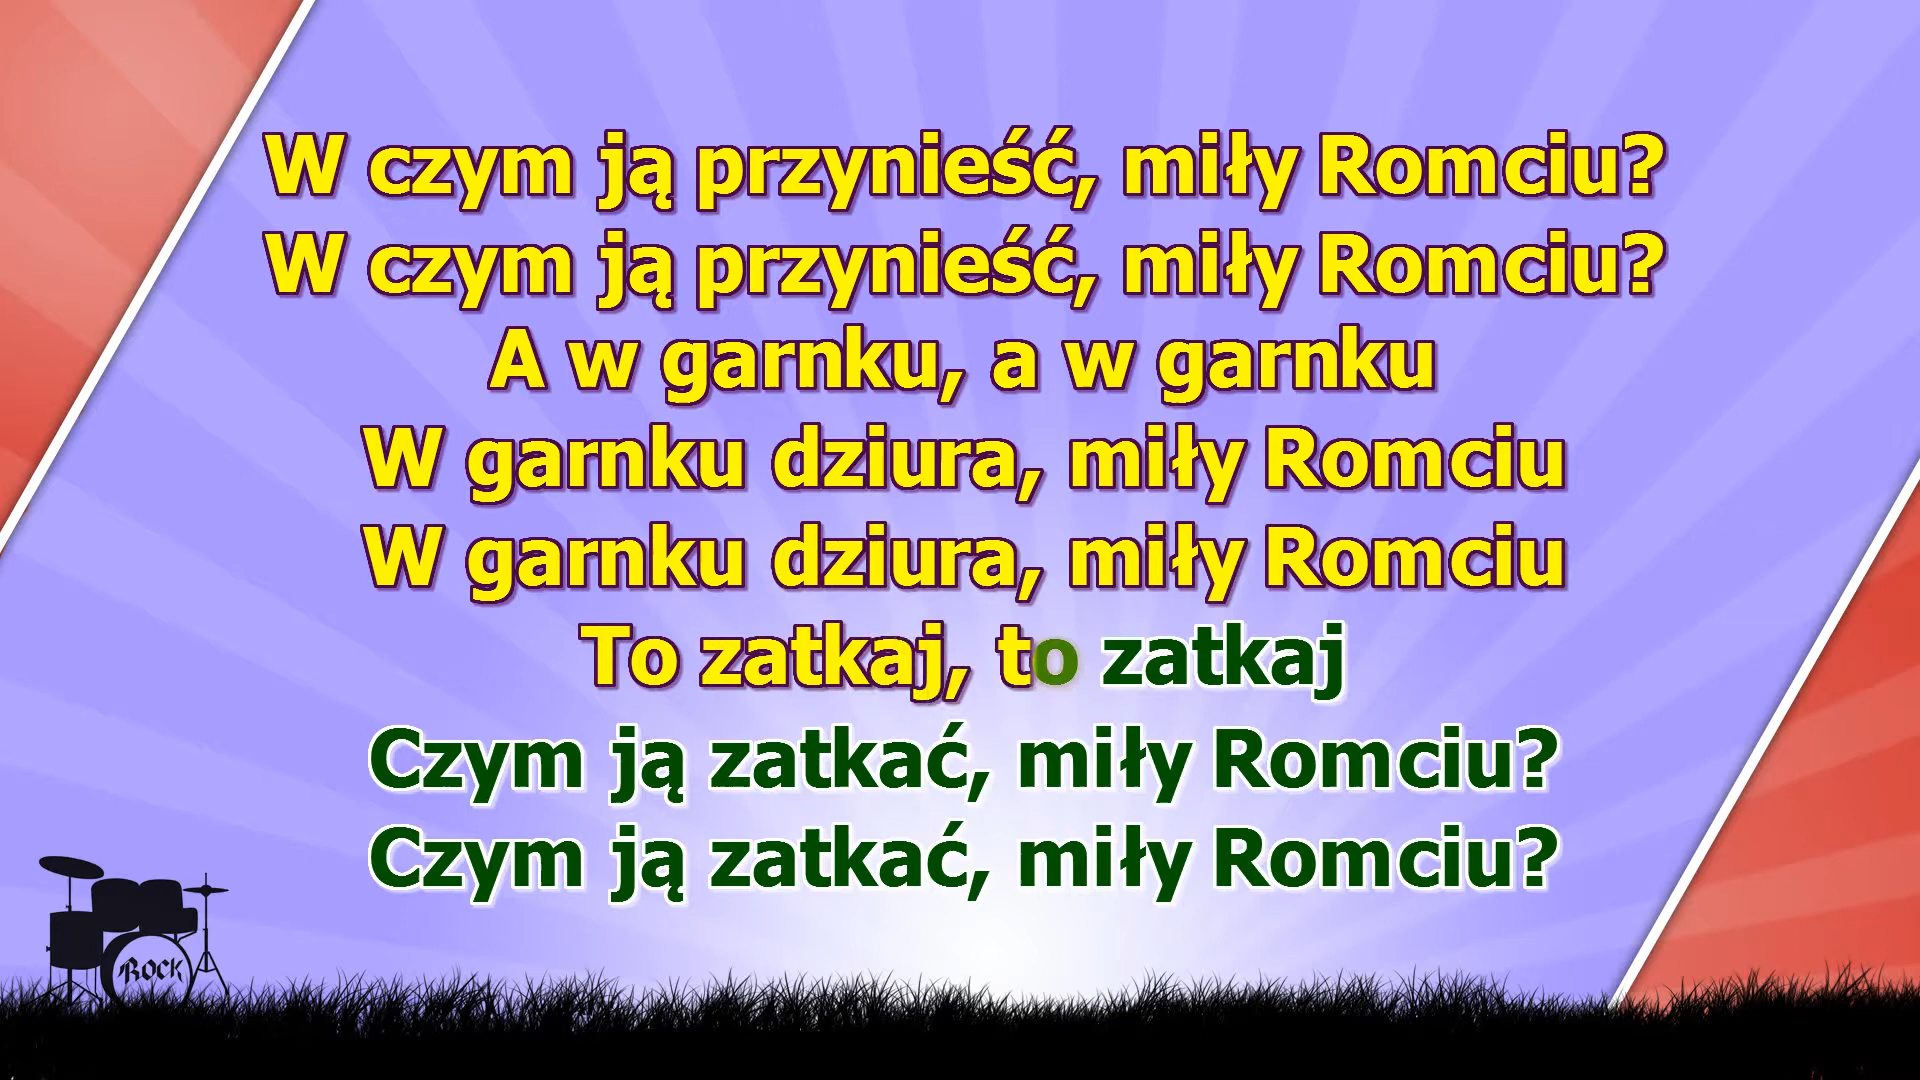 W czym ją przynieść, miły Romciu?
W czym ją przynieść, miły Romciu?
A w garnku, a w garnku
W garnku dziura, miły Romciu
W garnku dziura, miły Romciu
To zatkaj, to zatkaj
Czym ją zatkać, miły Romciu?
Czym ją zatkać, miły Romciu?
ROCK